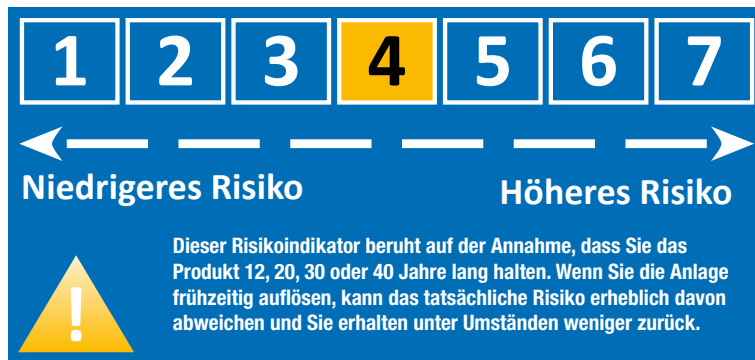 1 2 3 4 5 6 7
Niedrigeres Risiko Höheres Risiko
Dieser Risikoindikator beruht auf der Annahme, dass Sie das
Produkt 12, 20, 30 oder 40 Jahre lang halten. Wenn Sie die Anlage
frühzeitig auflösen, kann das tatsächliche Risiko erheblich davon
abweichen und Sie erhalten unter Umständen weniger zurück.
!